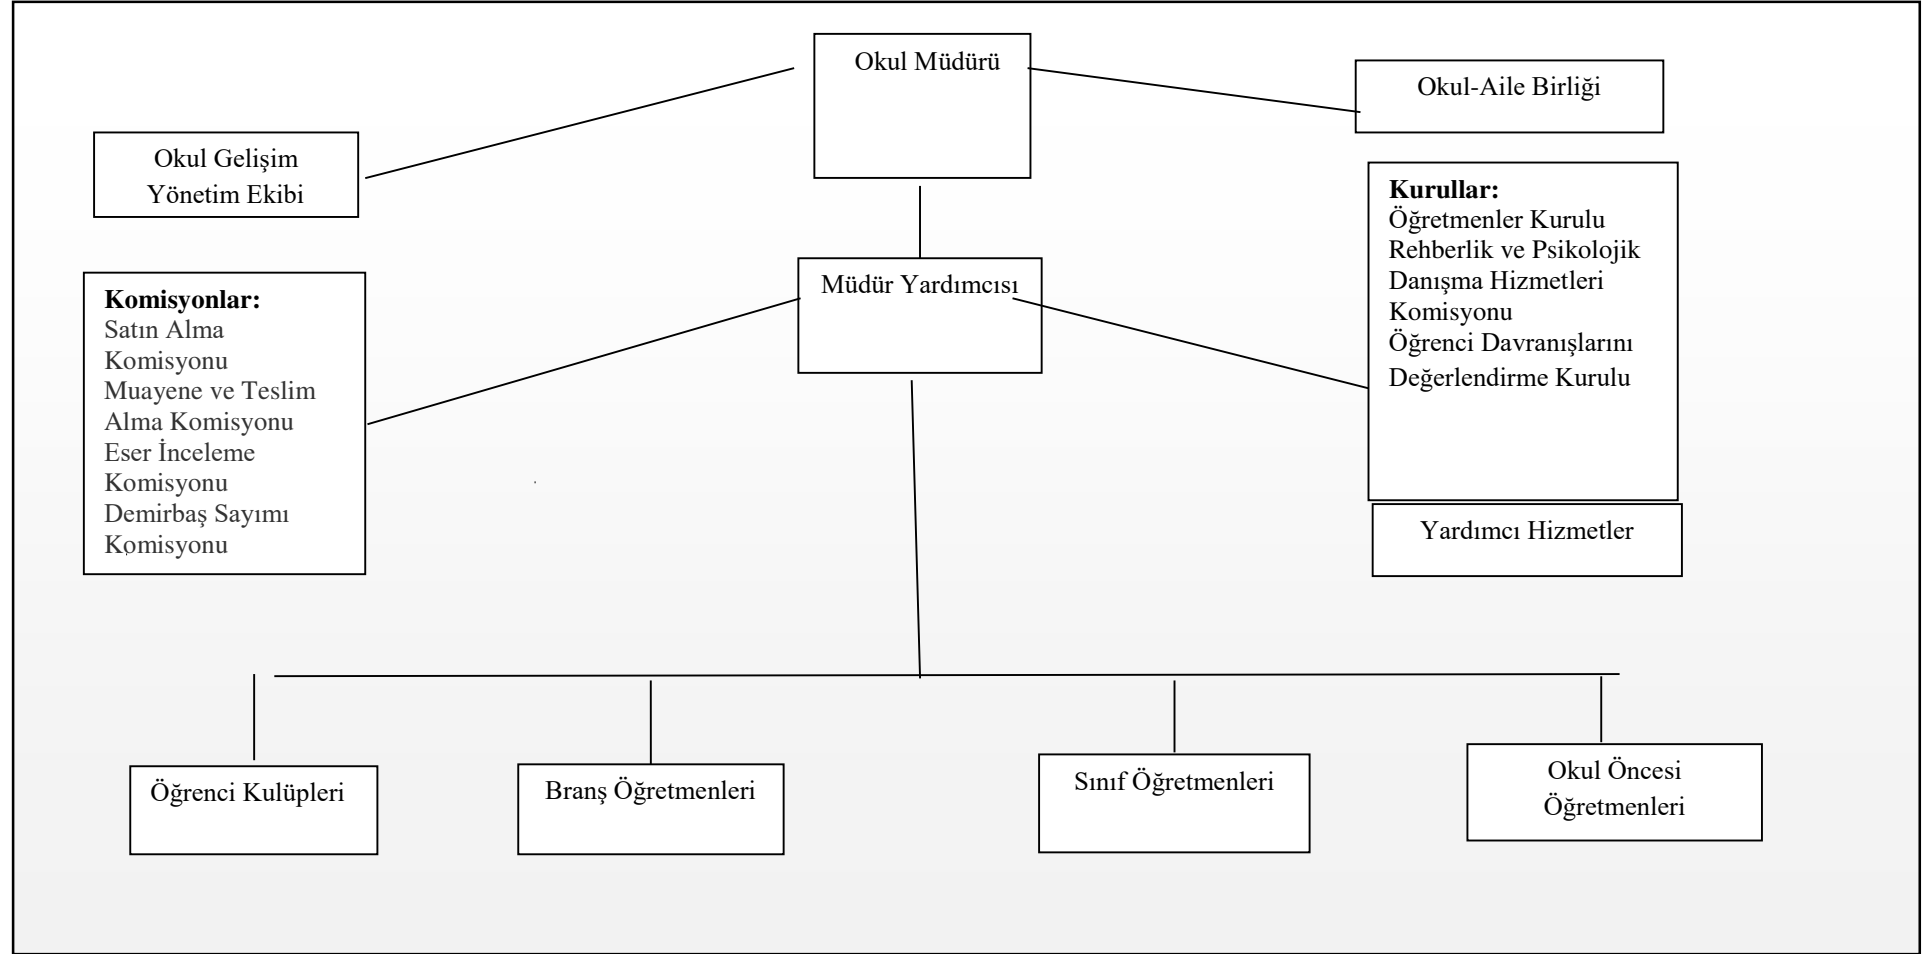 Okul Müdürü
Okul-Aile Birliği
Okul Gelişim
Yönetim Ekibi
Kurullar:
Öğretmenler Kurulu
Rehberlik ve Psikolojik
Danışma Hizmetleri
Komisyonu
Öğrenci Davranışlarını
Değerlendirme Kurulu
Müdür Yardımcısı
Komisyonlar:
Satın Alma
Komisyonu
Muayene ve Teslim
Alma Komisyonu
Eser İnceleme
Komisyonu
Demirbaş Sayımı
Komisyonu
Yardımcı Hizmetler
Öğrenci Kulüpleri
Branş Öğretmenleri
Sınıf Öğretmenleri
Okul Öncesi
Öğretmenleri